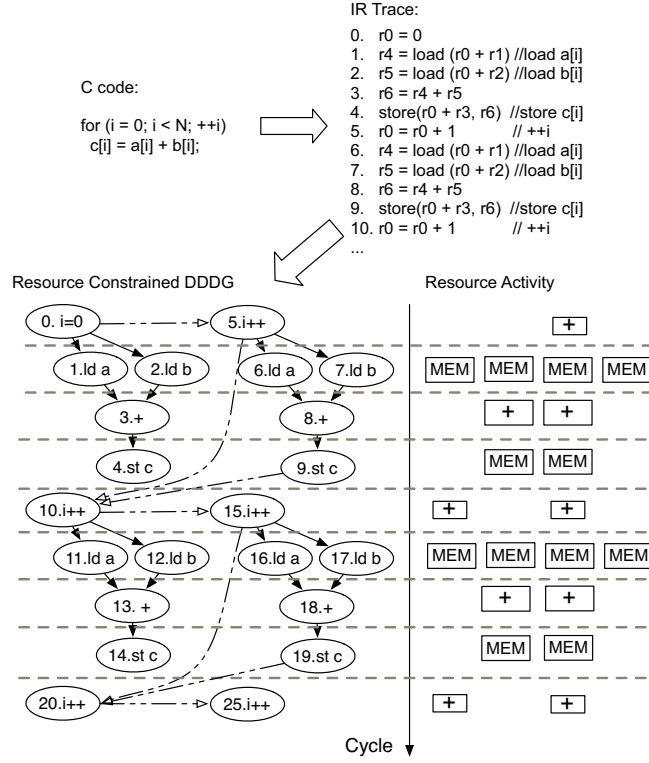 IR Trace:
0. r0 = 0
1. r4 = load (r0 + r1) //load a[i]
2. r5 = load (r0 + r2) //load b[i]
3. r6 = r4 + r5
4. store(r0 + r3, r6) //store c[i]
5. r0 = r0 + 1 // ++i
6. r4 = load (r0 + r1) //load a[i]
7. r5 = load (r0 + r2) //load b[i]
8. r6 = r4 + r5
9. store(r0 + r3, r6) //store c[i]
10. r0 = r0 + 1 // ++i
...
C code:
for (i = 0; i < N; ++i)
c[i] = a[i] + b[i];
Resource Constrained DDDG
Resource Activity
0. i=0 5.i++ +
1.ld a 2.ld b 6.ld a 7.ld b MEM MEM MEM MEM
3.+ 8.+ + +
4.st c 9.st c MEM MEM
10.i++ 15.i++ + +
11.ld a 12.ld b 16.ld a 17.ld b MEM MEM MEM MEM
13. + 18.+ + +
14.st c 19.st c MEM MEM
20.i++ 25.i++ + +
Cycle